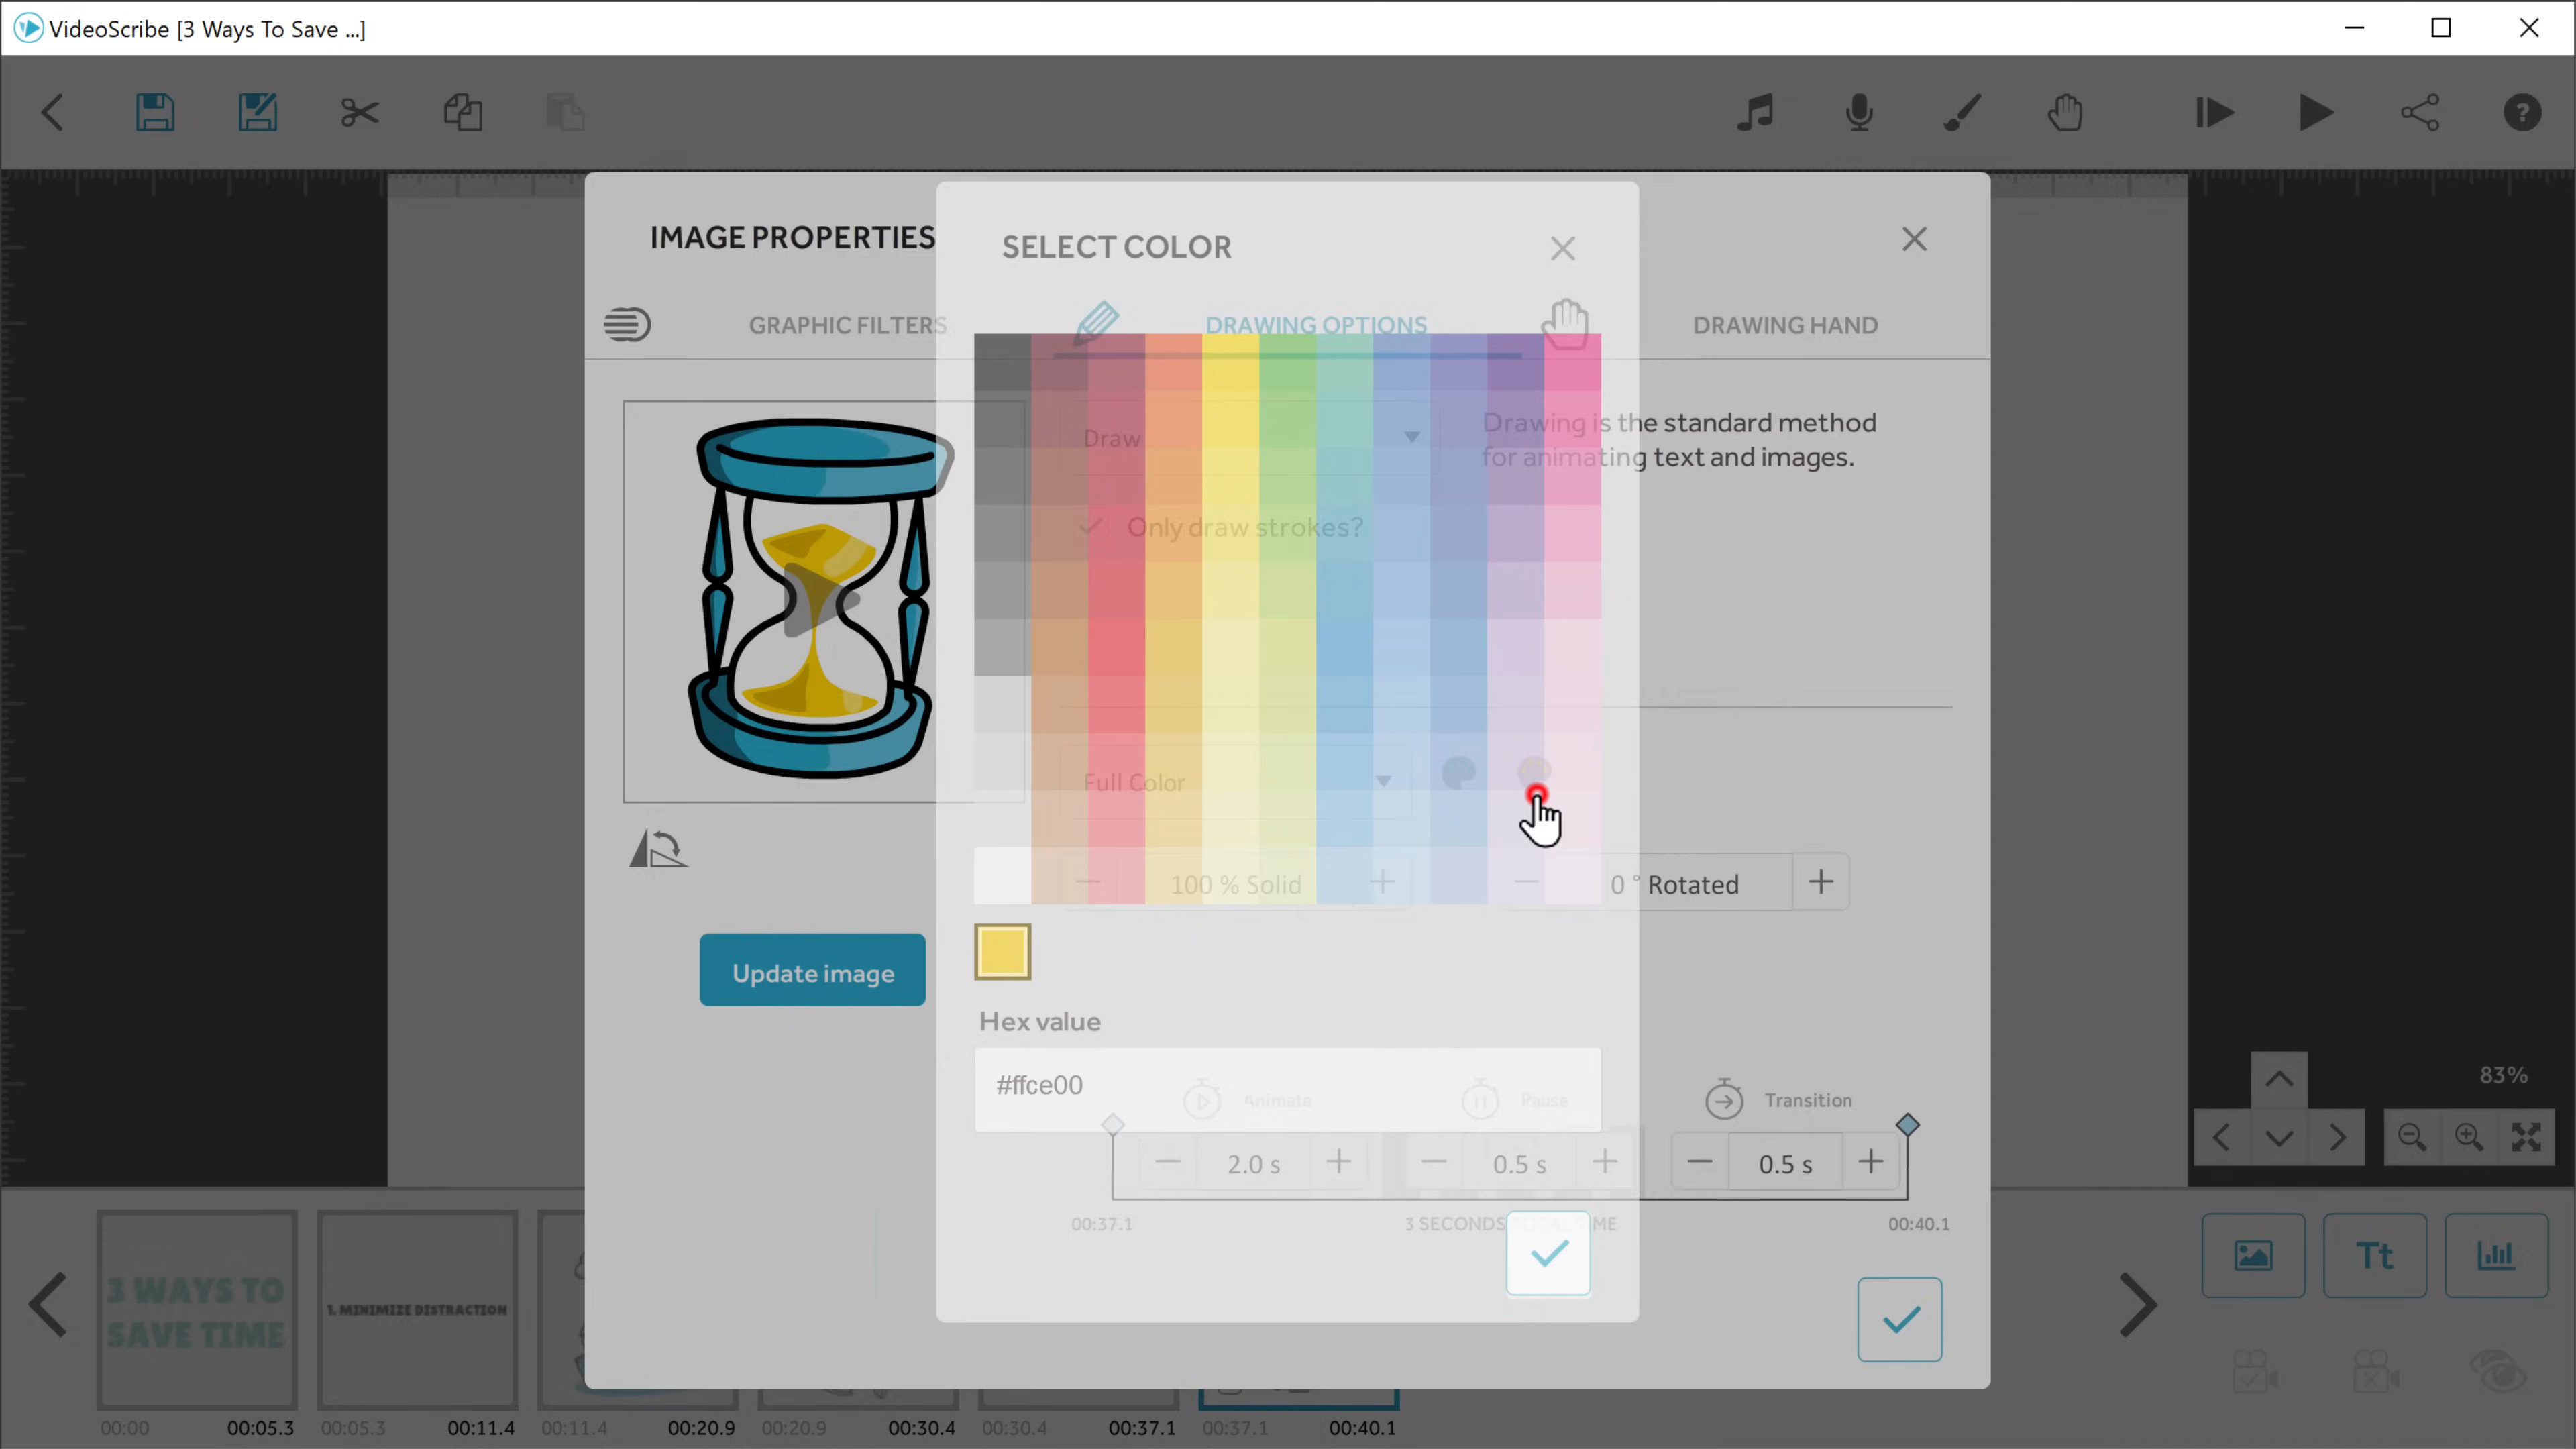 VideoScribe [3 Ways To Save ...]
IMAGE PROPERTIES
SELECT COLOR
GRAPHIC FILTERS
DRAWING OPTIONS
DRAWING HAND
Draw
Drawing is the standard method
for animating text and images.
Only draw strokes?
Full Color
100 % Solid
0 ° Rotated
Update image
Hex value
#ffce00
Animate
Pause
Transition
83%
2.0 s
0.5 s
0.5 s
00:37.1
3 SECONDS TOTAL TIME
00:40.1
3 WAYS TO
SAVE TIME
1. MINIMIZE DISTRACTION
Tt
00:00 00:05.3
00:05.3 00:11.4
00:11.4 00:20.9
00:20.9 00:30.4
00:30.4 00:37.1
00:37.1 00:40.1